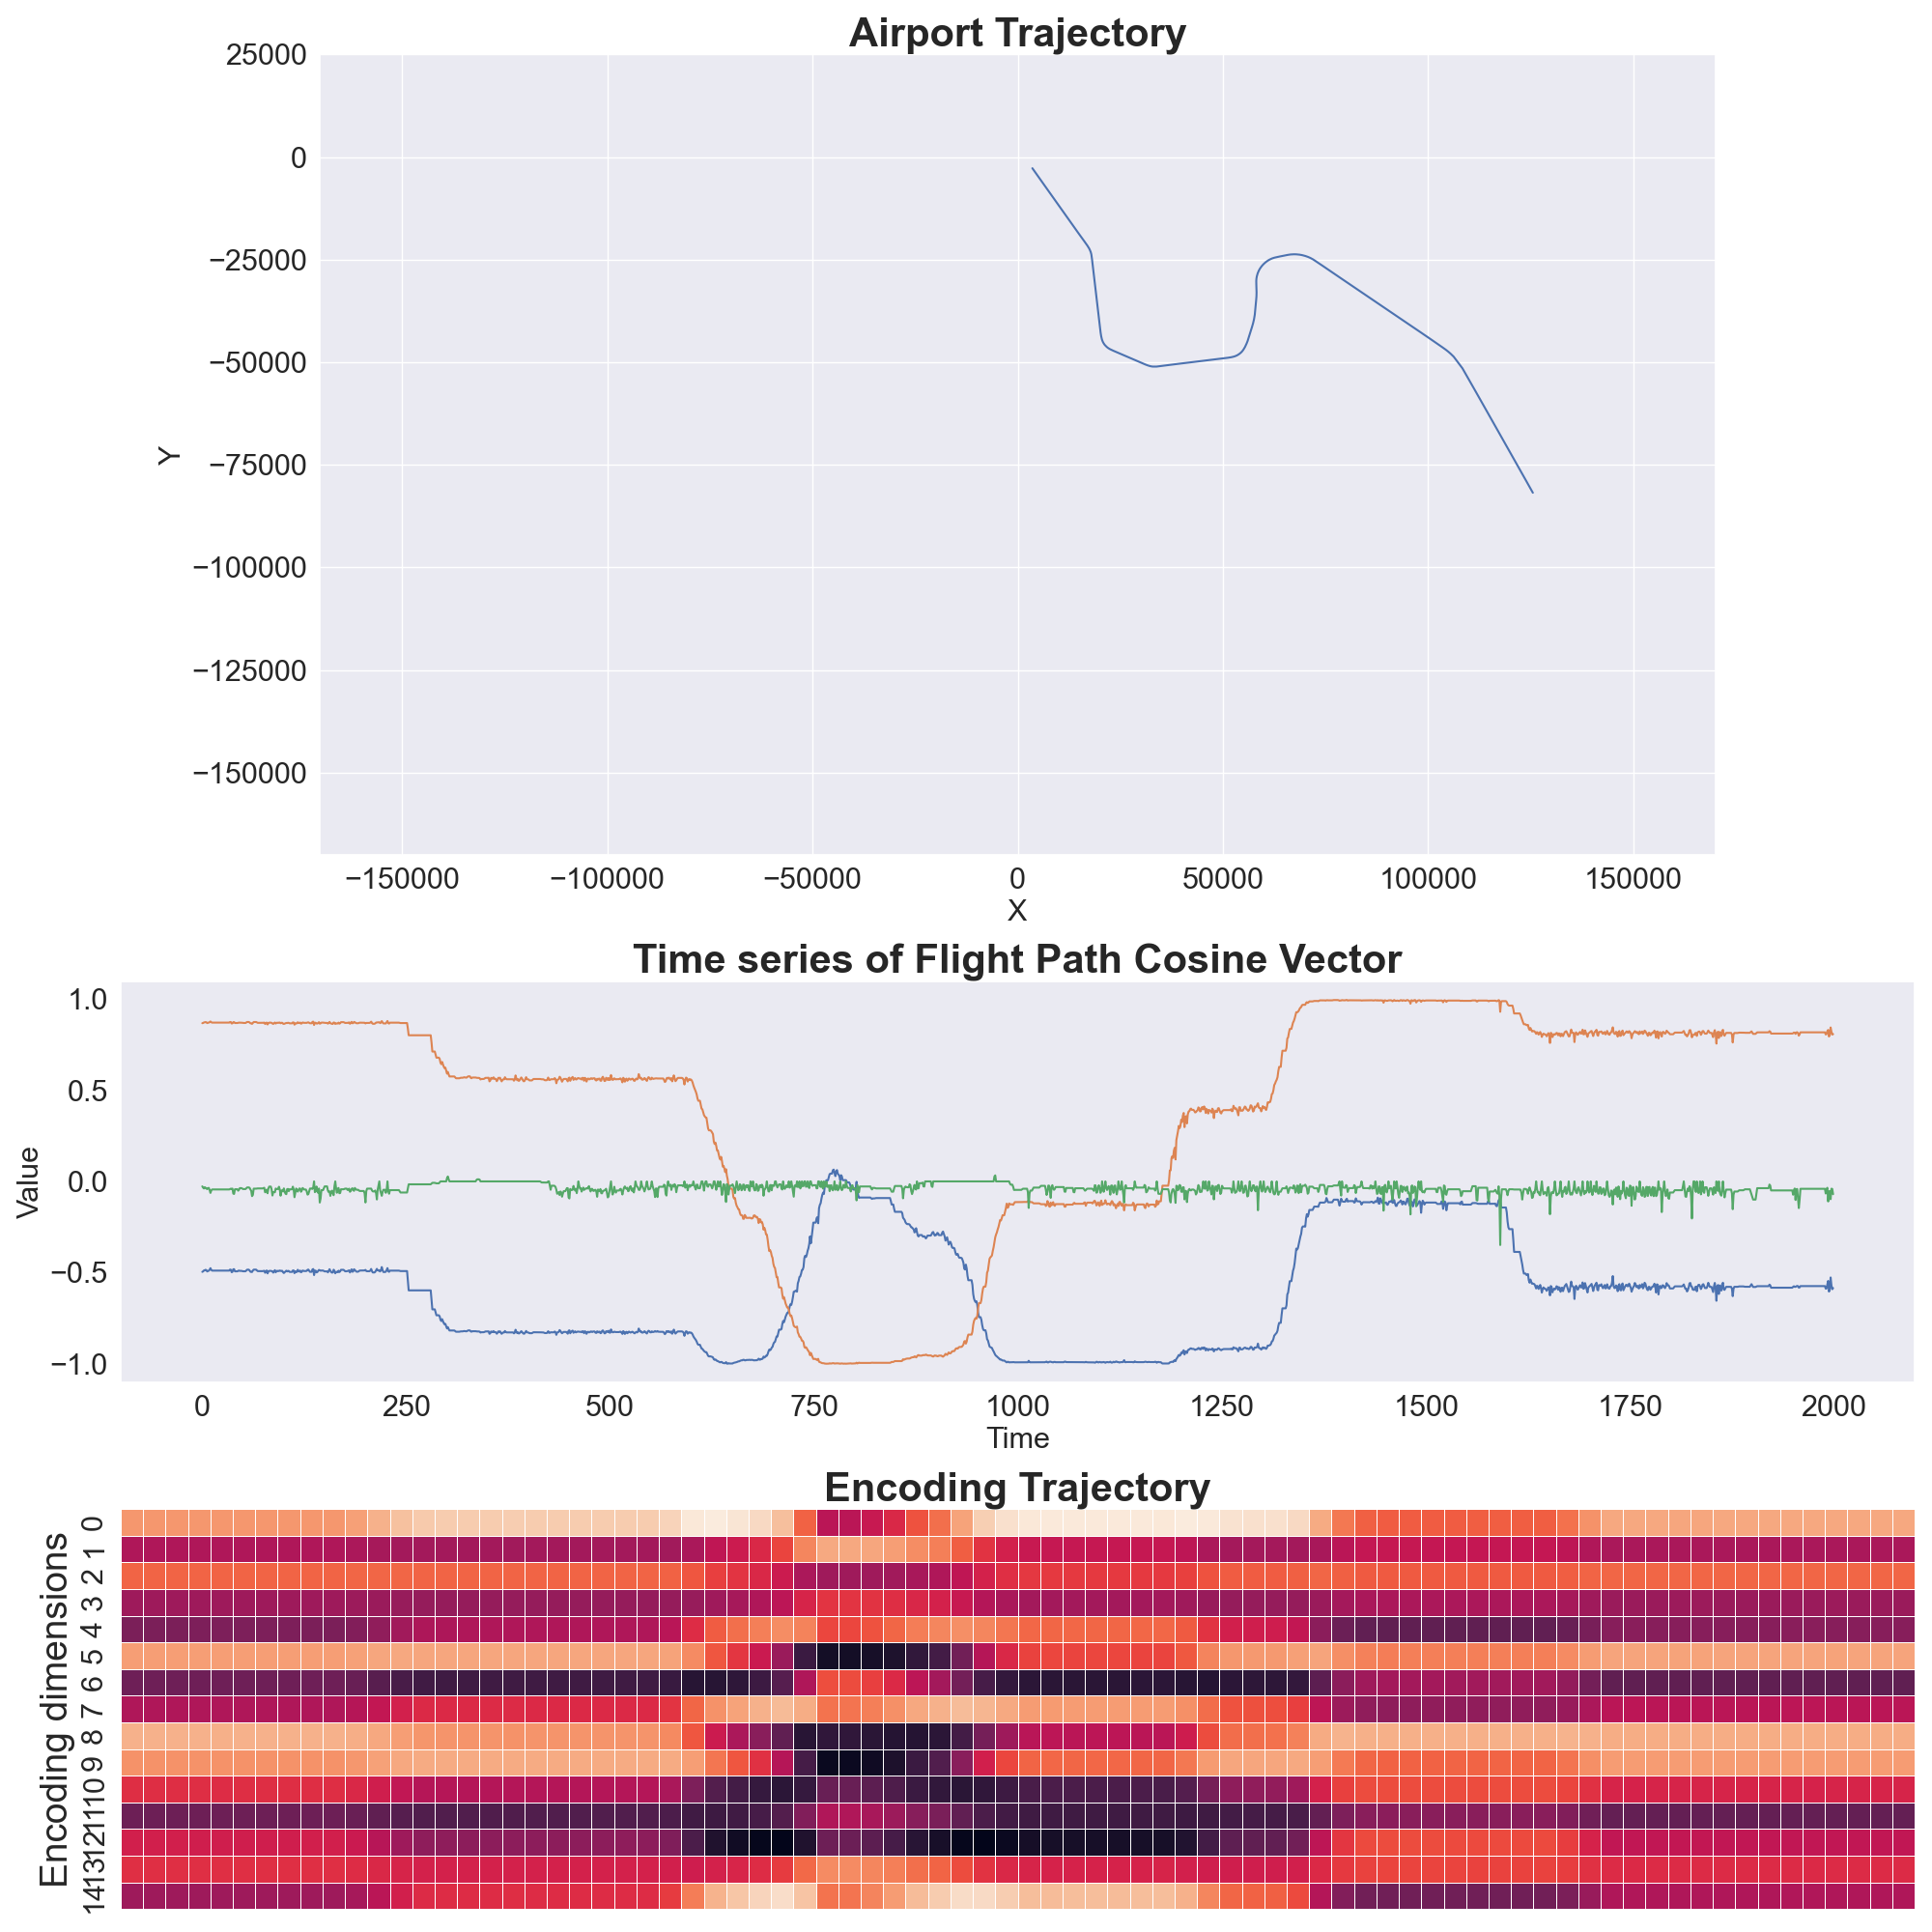 Airport Trajectory
25000
0
−25000
−50000
−75000
−100000
−125000
−150000
Y
−150000 −100000 −50000 0 50000 100000 150000
X
Time series of Flight Path Cosine Vector
1.0
0.5
0.0
−0.5
−1.0
Value
0 250 500 750 1000 1250 1500 1750 2000
Time
Encoding Trajectory
Encoding dimensions
0
1
2
3
4
5
6
7
8
9
10
11
12
13
14